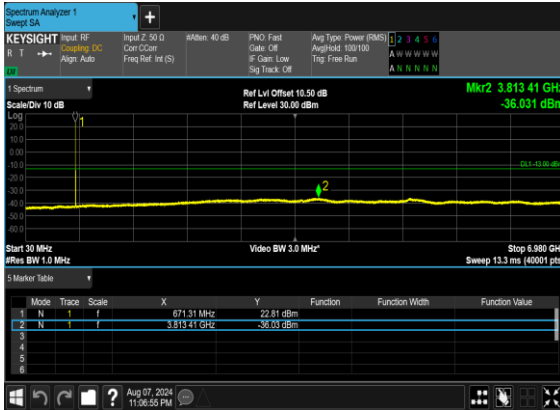 Spectrum Analyzer 1
Swept SA
+
KEYSIGHT Input: RF Input Z: 50 Ω #Atten: 40 dB PNO: Fast Avg Type: Power (RMS) 1 2 3 4 5 6
R T Coupling: DC Corr CCorr Gate: Off Avg|Hold: 100/100 A W W W W W
Align: Auto Freq Ref: Int (S) IF Gain: Low Trig: Free Run
Sig Track: Off A N N N N N
1 Spectrum Ref Lvl Offset 10.50 dB Mkr2 3.813 41 GHz
Scale/Div 10 dB Ref Level 30.00 dBm -36.031 dBm
Log
20.0
1
10.0
0.00
-10.0
DL1 -13.00 dBm
-20.0
-30.0
2
-40.0
-50.0
-60.0
Start 30 MHz Video BW 3.0 MHz* Stop 6.980 GHz
#Res BW 1.0 MHz Sweep 13.3 ms (40001 pts)
5 Marker Table
Mode Trace Scale X Y Function Function Width Function Value
1 N 1 f 671.31 MHz 22.81 dBm
2 N 1 f 3.813 41 GHz -36.03 dBm
3
4
5
6
? Aug 07, 2024
11:06:55 PM